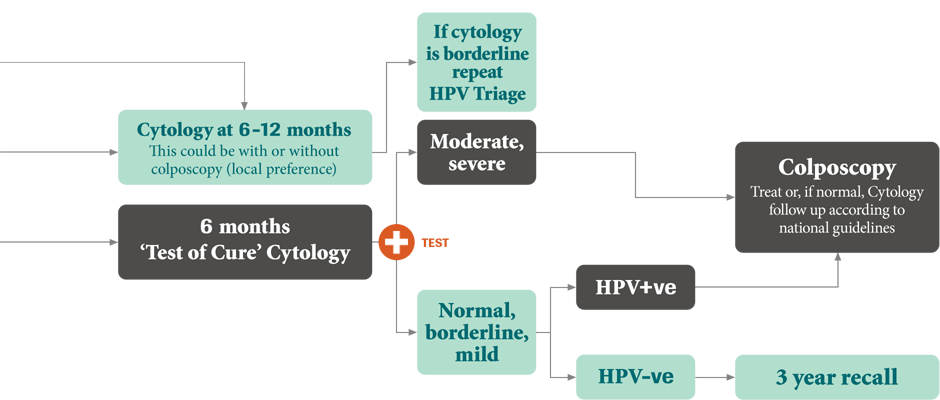 If cytology
is borderline
repeat
HPV Triage
Cytology at 6-12 months
This could be with or without
colposcopy (local preference)
Moderate,
severe
Colposcopy
Treat or, if normal, Cytology
follow up according to
national guidelines
6 months
‘Test of Cure’ Cytology
TEST
HPV+ve
Normal,
borderline,
mild
HPV–ve
3 year recall